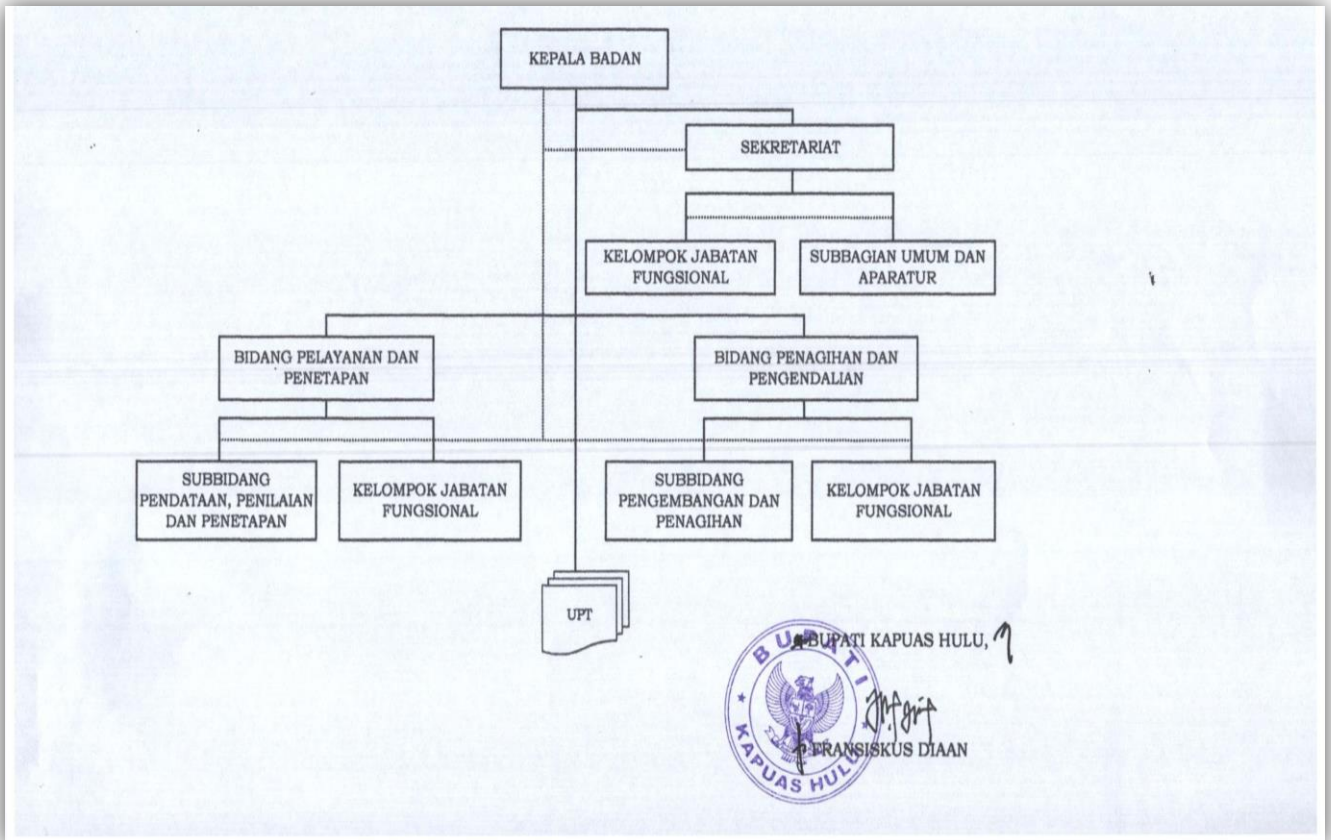 KEPALA BADAN
SEKRETARIAT
KELOMPOK JABATAN
FUNGSIONAL
SUBBAGIAN UMUM DAN
APARATUR
BIDANG PELAYANAN DAN
PENETAPAN
BIDANG PENAGIHAN DAN
PENGENDALIAN
SUBBIDANG
PENDATAAN, PENILAIAN
DAN PENETAPAN
KELOMPOK JABATAN
FUNGSIONAL
SUBBIDANG
PENGEMBANGAN DAN
PENAGIHAN
KELOMPOK JABATAN
FUNGSIONAL
UPT
BUPATI KAPUAS HULU,
BUPATI
KAPUAS HULU
FRANSISKUS DIAAN